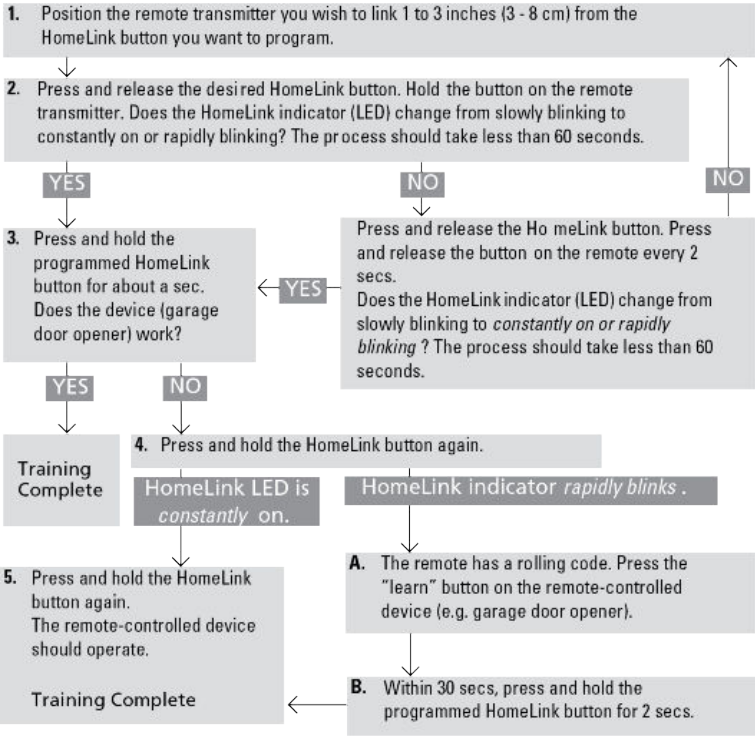 1. Position the remote transmitter you wish to link 1 to 3 inches (3 - 8 cm) from the
HomeLink button you want to program.
2. Press and release the desired HomeLink button. Hold the button on the remote
transmitter. Does the HomeLink indicator (LED) change from slowly blinking to
constantly on or rapidly blinking? The process should take less than 60 seconds.
YES
NO
NO
3. Press and hold the
programmed HomeLink
button for about a sec.
Does the device (garage
door opener) work?
YES
Press and release the Ho meLink button. Press
and release the button on the remote every 2
secs.
Does the HomeLink indicator (LED) change from
slowly blinking to constantly on or rapidly
blinking ? The process should take less than 60
seconds.
YES
NO
Training
Complete
4. Press and hold the HomeLink button again.
HomeLink LED is
constantly on.
HomeLink indicator rapidly blinks .
5. Press and hold the HomeLink
button again.
The remote-controlled device
should operate.
Training Complete
A. The remote has a rolling code. Press the
"learn" button on the remote-controlled
device (e.g. garage door opener).
B. Within 30 secs, press and hold the
programmed HomeLink button for 2 secs.